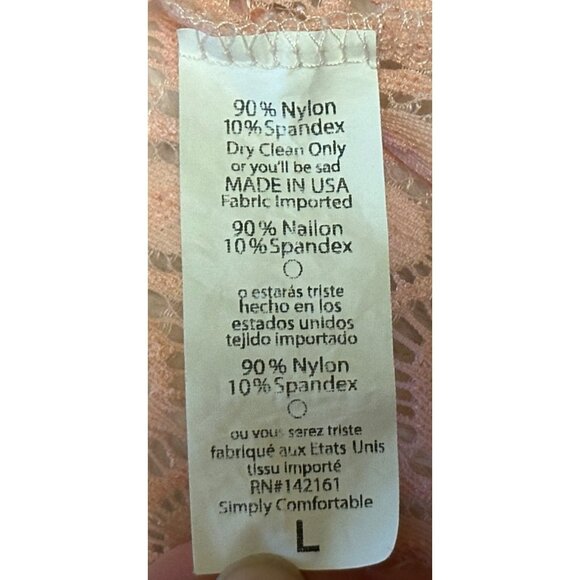 90% Nylon
10% Spandex
Dry Clean Only
or you'll be sad
MADE IN USA
Fabric Imported
90% Nailon
10% Spandex
o estarás triste
hecho en los
estados unidos
tejido importado
90% Nylon
10% Spandex
ou vous serez triste
fabriqué aux Etats Unis
tissu importé
RN#142161
Simply Comfortable
L